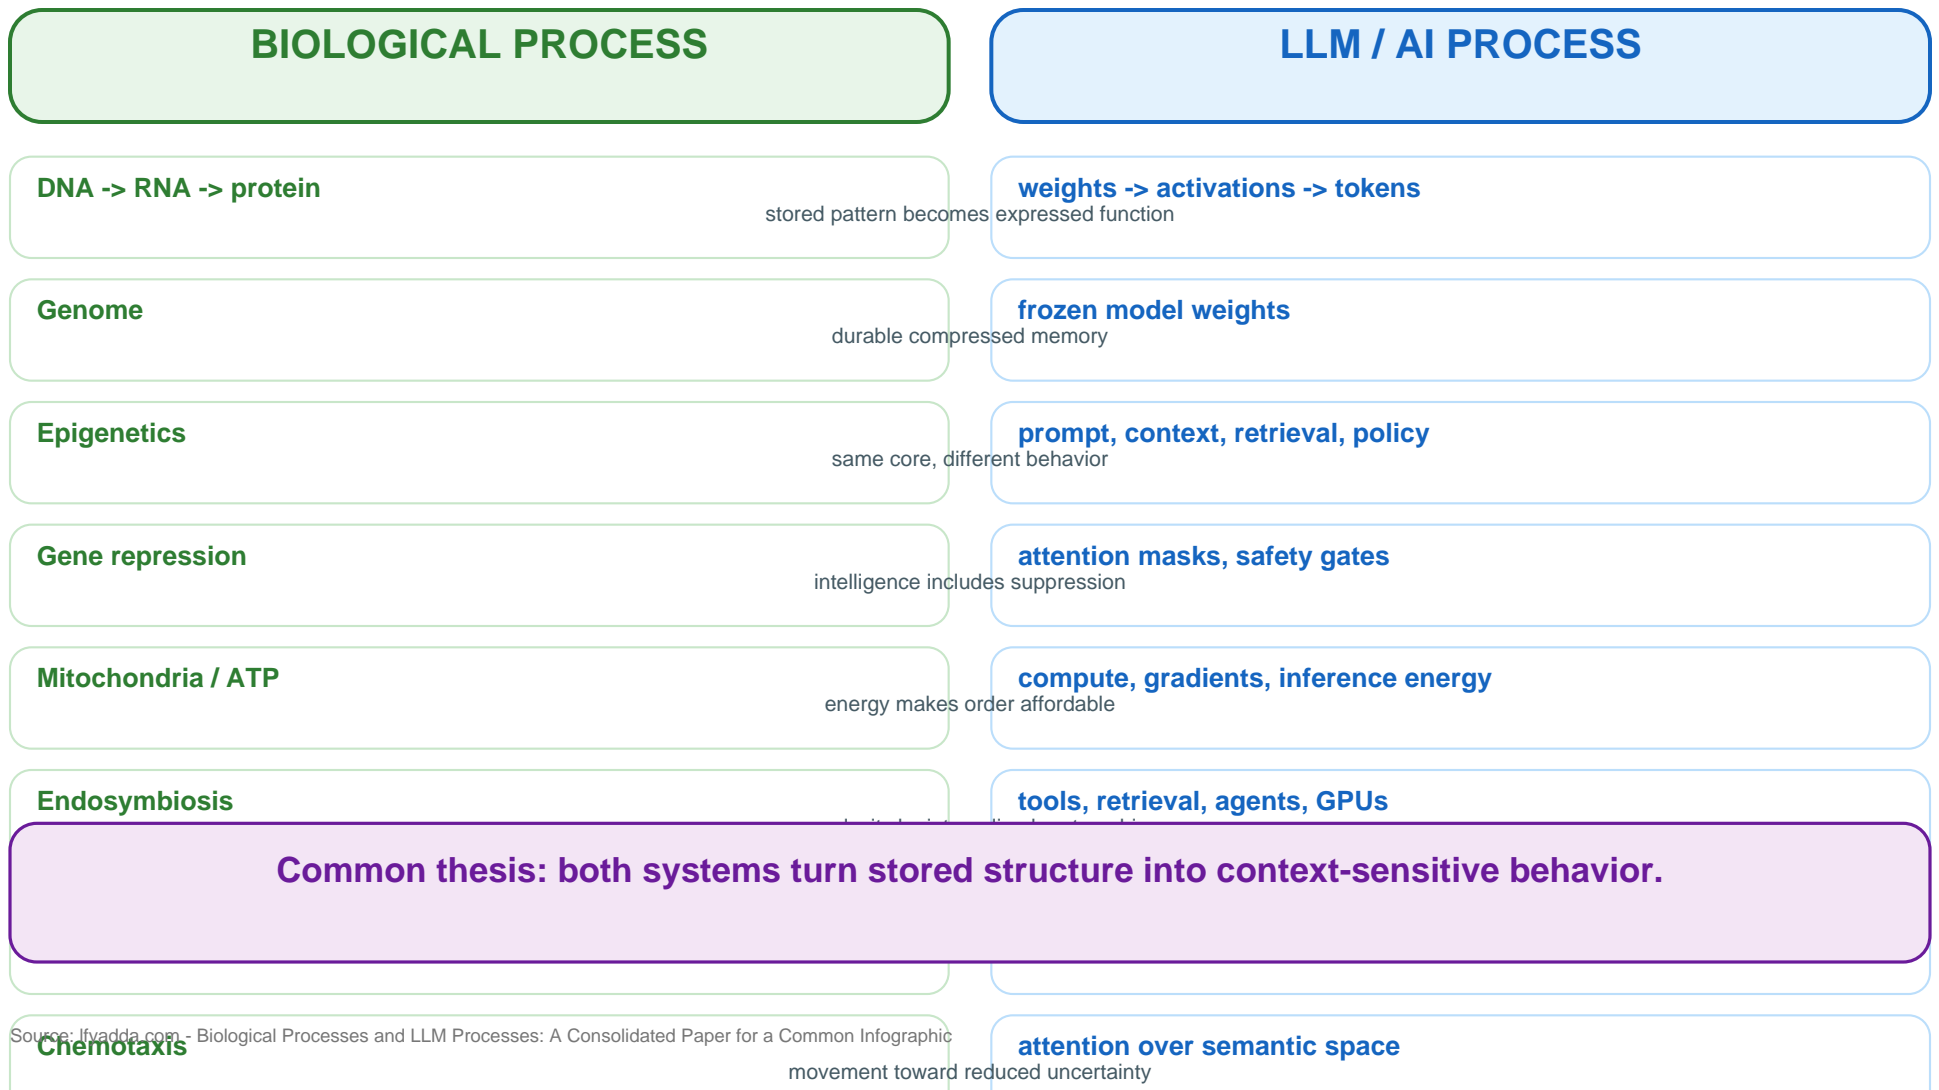 BIOLOGICAL PROCESS
LLM / AI PROCESS
DNA -> RNA -> protein
weights -> activations -> tokens
stored pattern becomes expressed function
Genome
frozen model weights
durable compressed memory
Epigenetics
prompt, context, retrieval, policy
same core, different behavior
Gene repression
attention masks, safety gates
intelligence includes suppression
Mitochondria / ATP
compute, gradients, inference energy
energy makes order affordable
Endosymbiosis
tools, retrieval, agents, GPUs
Common thesis: both systems turn stored structure into context-sensitive behavior.
Source: lfyadda.com - Biological Processes and LLM Processes: A Consolidated Paper for a Common Infographic
Chemotaxis
attention over semantic space
movement toward reduced uncertainty